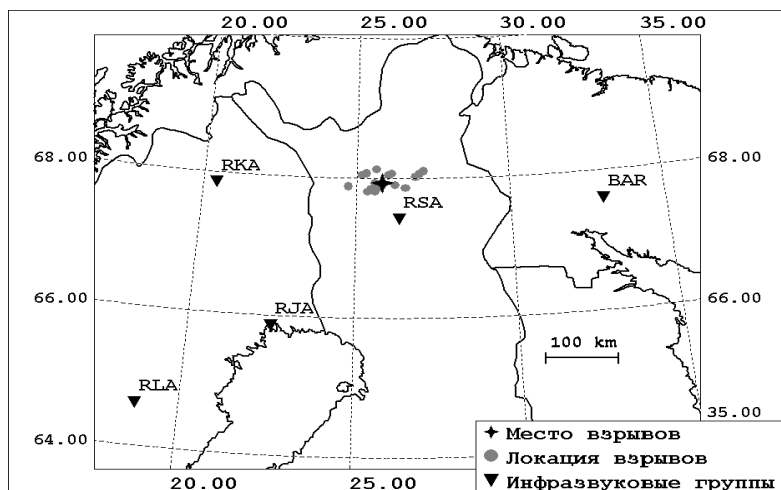 20.00 25.00 30.00 35.00
68.00 68.00
RKA
BAR
RSA
66.00 66.00
RJA
100 km
RLA
35.00
64.00
Место взрывов
Локация взрывов
Инфразвуковые группы
20.00 25.00